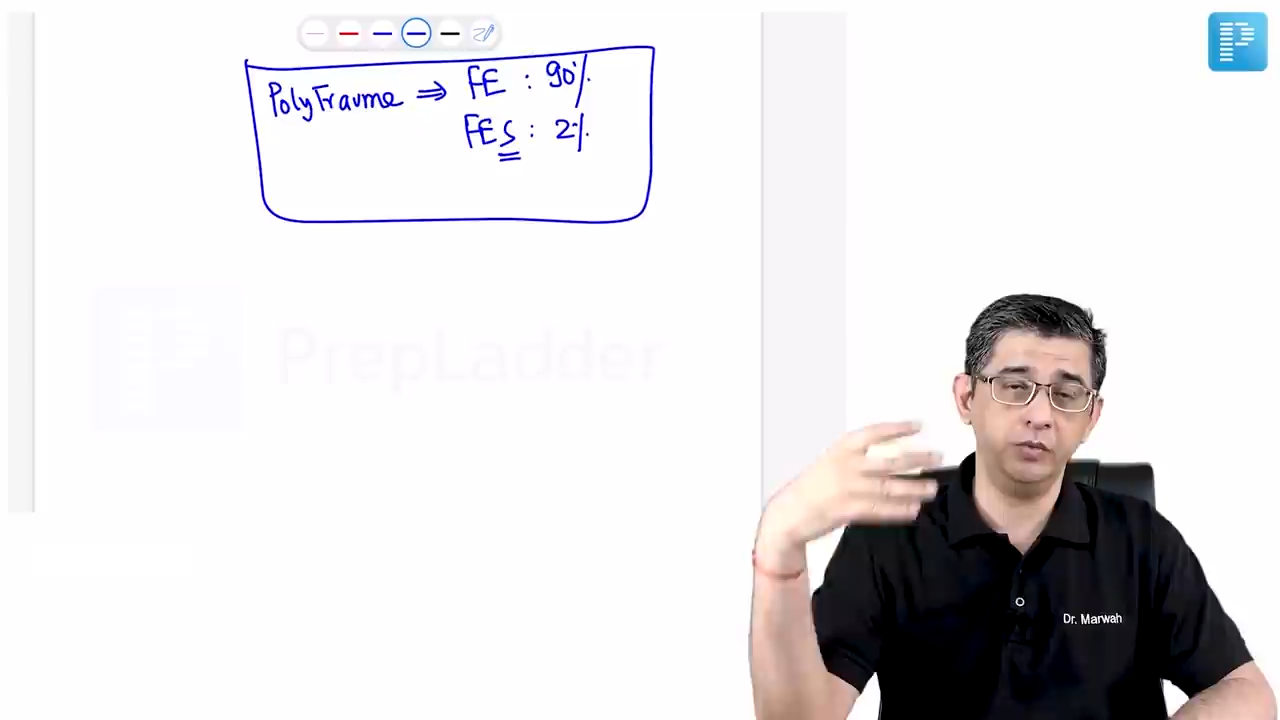 PolyTrauma ⇒ FE : 90%
FES : 2%
PrepLadder
Dr. Marwah